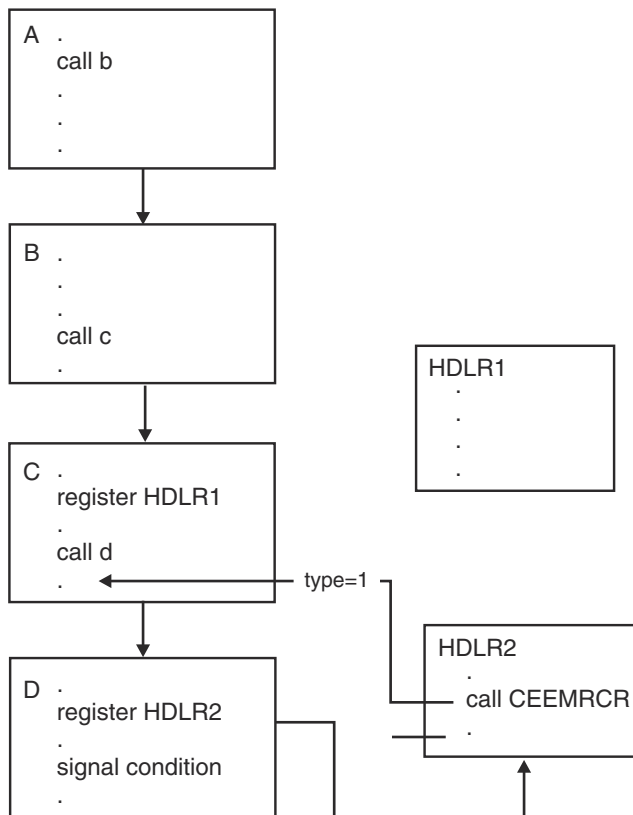 A .
call b
.
.
.
B .
.
.
call c
.
HDLR1
.
.
.
.
C .
register HDLR1
.
call d
.
type=1
HDLR2
.
call CEEMRCR
.
D .
register HDLR2
.
signal condition
.